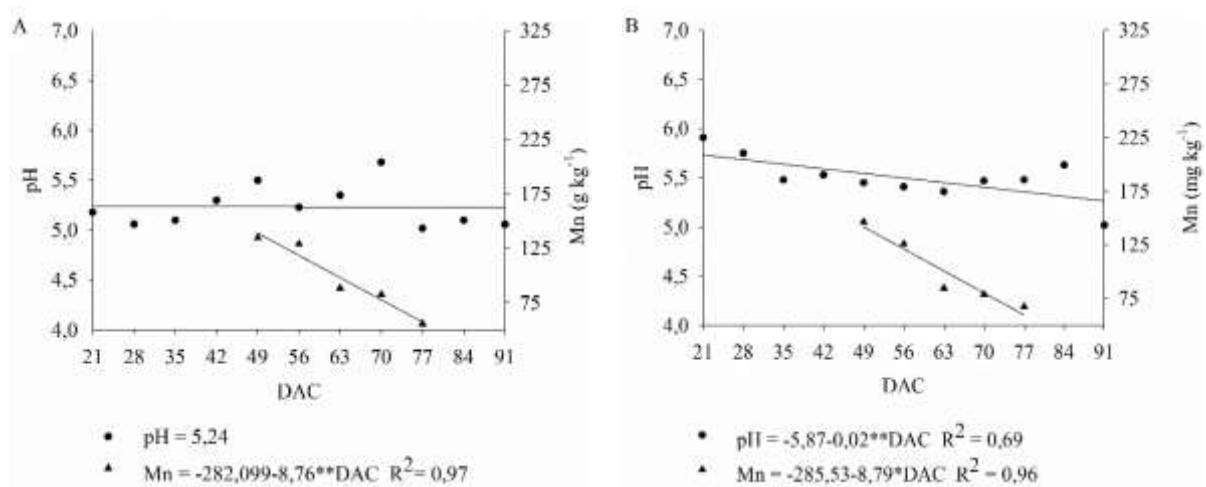 A
7,0
6,5
6,0
5,5
5,0
4,5
4,0
pH
325
275
225
175
125
75
Mn (g kg⁻¹)
21 28 35 42 49 56 63 70 77 84 91
DAC
pH = 5,24
Mn = -282,099-8,76**DAC R² = 0,97
B
7,0
6,5
6,0
5,5
5,0
4,5
4,0
pH
325
275
225
175
125
75
Mn (mg kg⁻¹)
21 28 35 42 49 56 63 70 77 84 91
DAC
pH = -5,87-0,02**DAC R² = 0,69
Mn = -285,53-8,79*DAC R² = 0,96